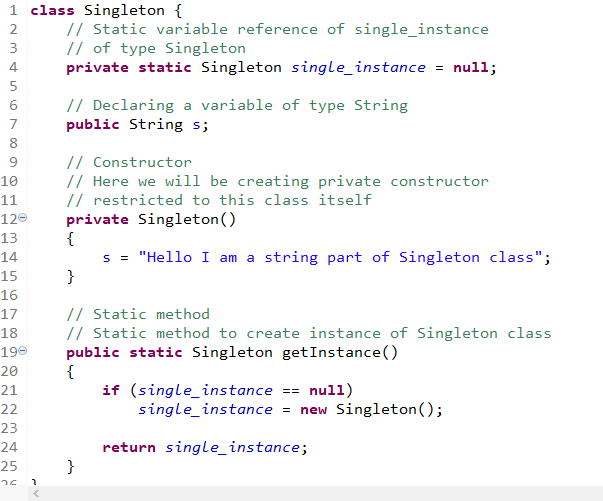 1 class Singleton {
2     // Static variable reference of single_instance
3     // of type Singleton
4     private static Singleton single_instance = null;
5
6     // Declaring a variable of type String
7     public String s;
8
9     // Constructor
10     // Here we will be creating private constructor
11     // restricted to this class itself
12     private Singleton()
13     {
14         s = "Hello I am a string part of Singleton class";
15     }
16
17     // Static method
18     // Static method to create instance of Singleton class
19     public static Singleton getInstance()
20     {
21         if (single_instance == null)
22             single_instance = new Singleton();
23
24         return single_instance;
25     }
26 }